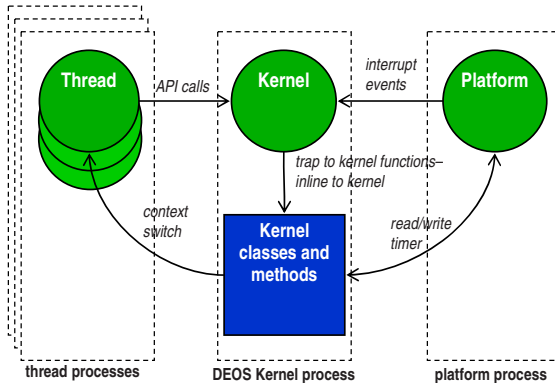 Thread
API calls
Kernel
interrupt
events
Platform
trap to kernel functions–
inline to kernel
context
switch
Kernel
classes and
methods
read/write
timer
thread processes
DEOS Kernel process
platform process